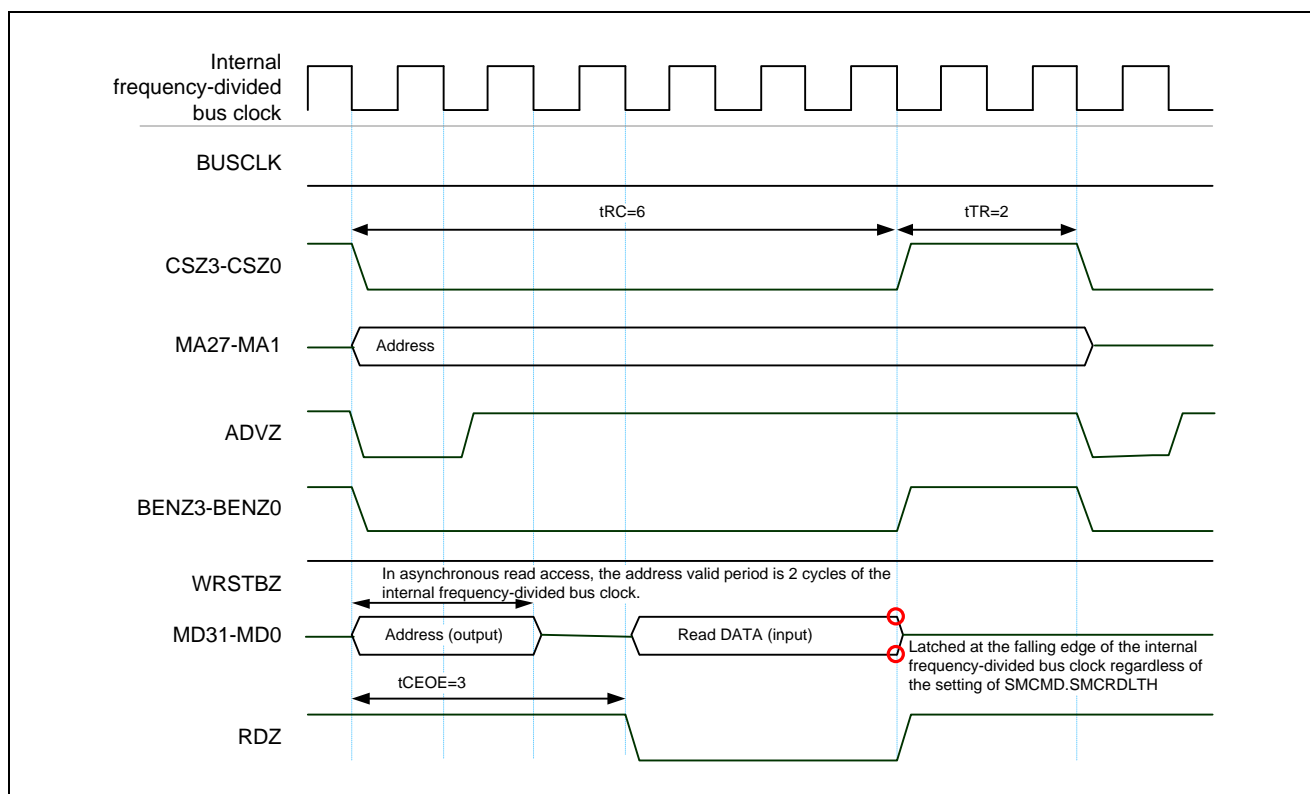 Internal
frequency-divided
bus clock
BUSCLK
tRC=6
tTR=2
CSZ3-CSZ0
MA27-MA1
Address
ADVZ
BENZ3-BENZ0
WRSTBZ
In asynchronous read access, the address valid period is 2 cycles of the
internal frequency-divided bus clock.
MD31-MD0
Address (output)
Read DATA (input)
Latched at the falling edge of the internal
frequency-divided bus clock regardless of
the setting of SMCMD.SMCRDLTH
tCEOE=3
RDZ